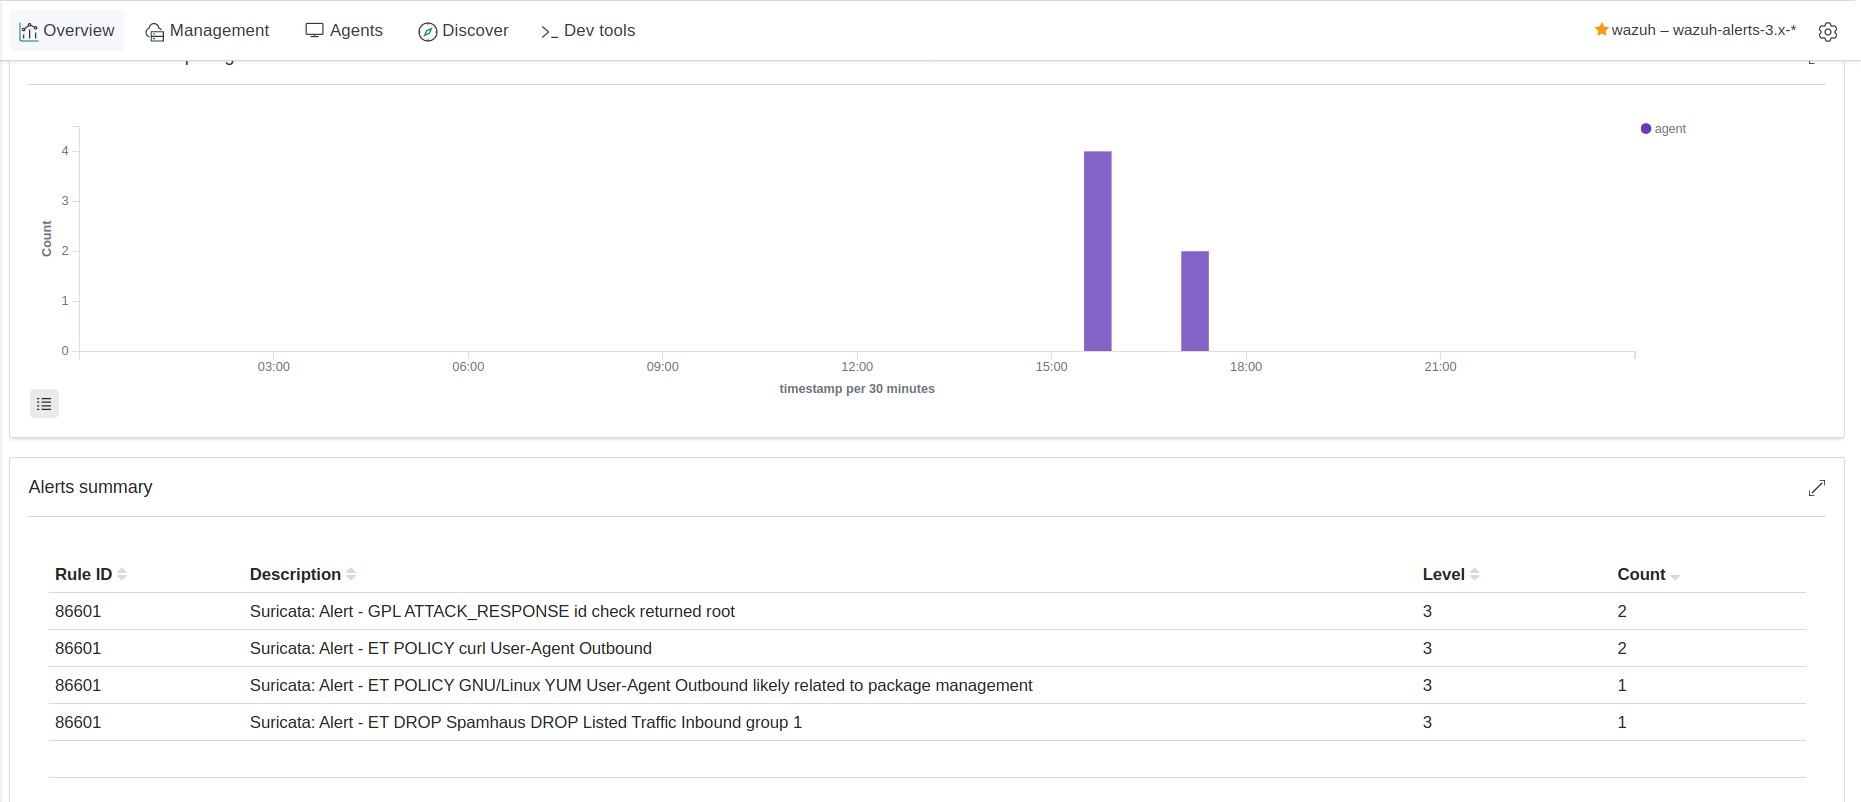 Overview Management Agents Discover Dev tools wazuh – wazuh-alerts-3.x-*
agent
4
3
2
1
0
Count
03:00 06:00 09:00 12:00 15:00 18:00 21:00
timestamp per 30 minutes
Alerts summary
Rule ID Description Level Count
86601 Suricata: Alert - GPL ATTACK_RESPONSE id check returned root 3 2
86601 Suricata: Alert - ET POLICY curl User-Agent Outbound 3 2
86601 Suricata: Alert - ET POLICY GNU/Linux YUM User-Agent Outbound likely related to package management 3 1
86601 Suricata: Alert - ET DROP Spamhaus DROP Listed Traffic Inbound group 1 3 1